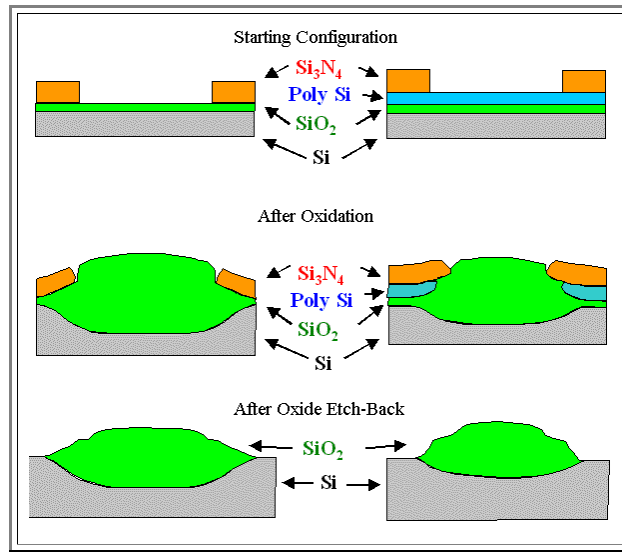 Starting Configuration
Si₃N₄
Poly Si
SiO₂
Si
After Oxidation
Si₃N₄
Poly Si
SiO₂
Si
After Oxide Etch-Back
SiO₂
Si